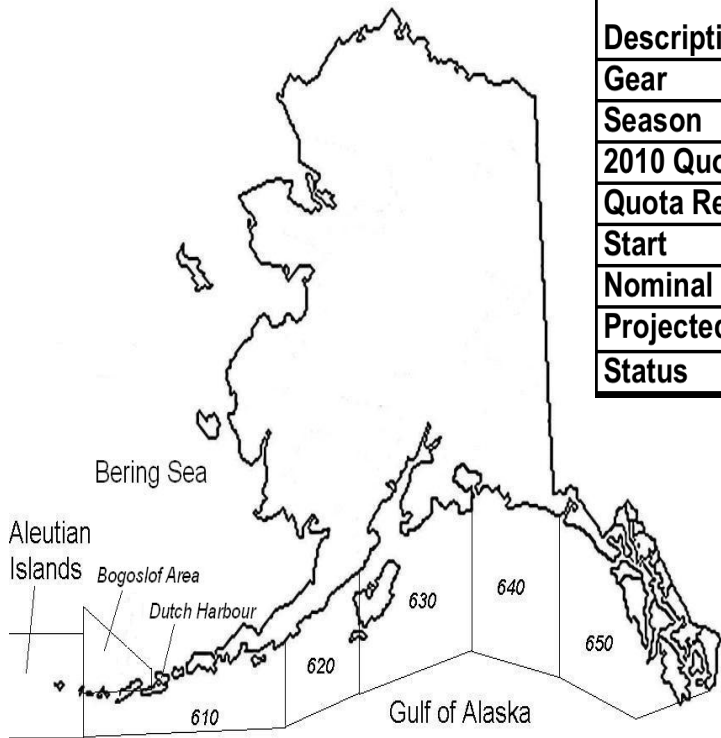 Descripti
Gear
Season
2010 Quo
Quota Re
Start
Nominal
Projected
Status
Bering Sea
Aleutian
Islands
Bogoslof Area
Dutch Harbour
610
620
630
640
650
Gulf of Alaska